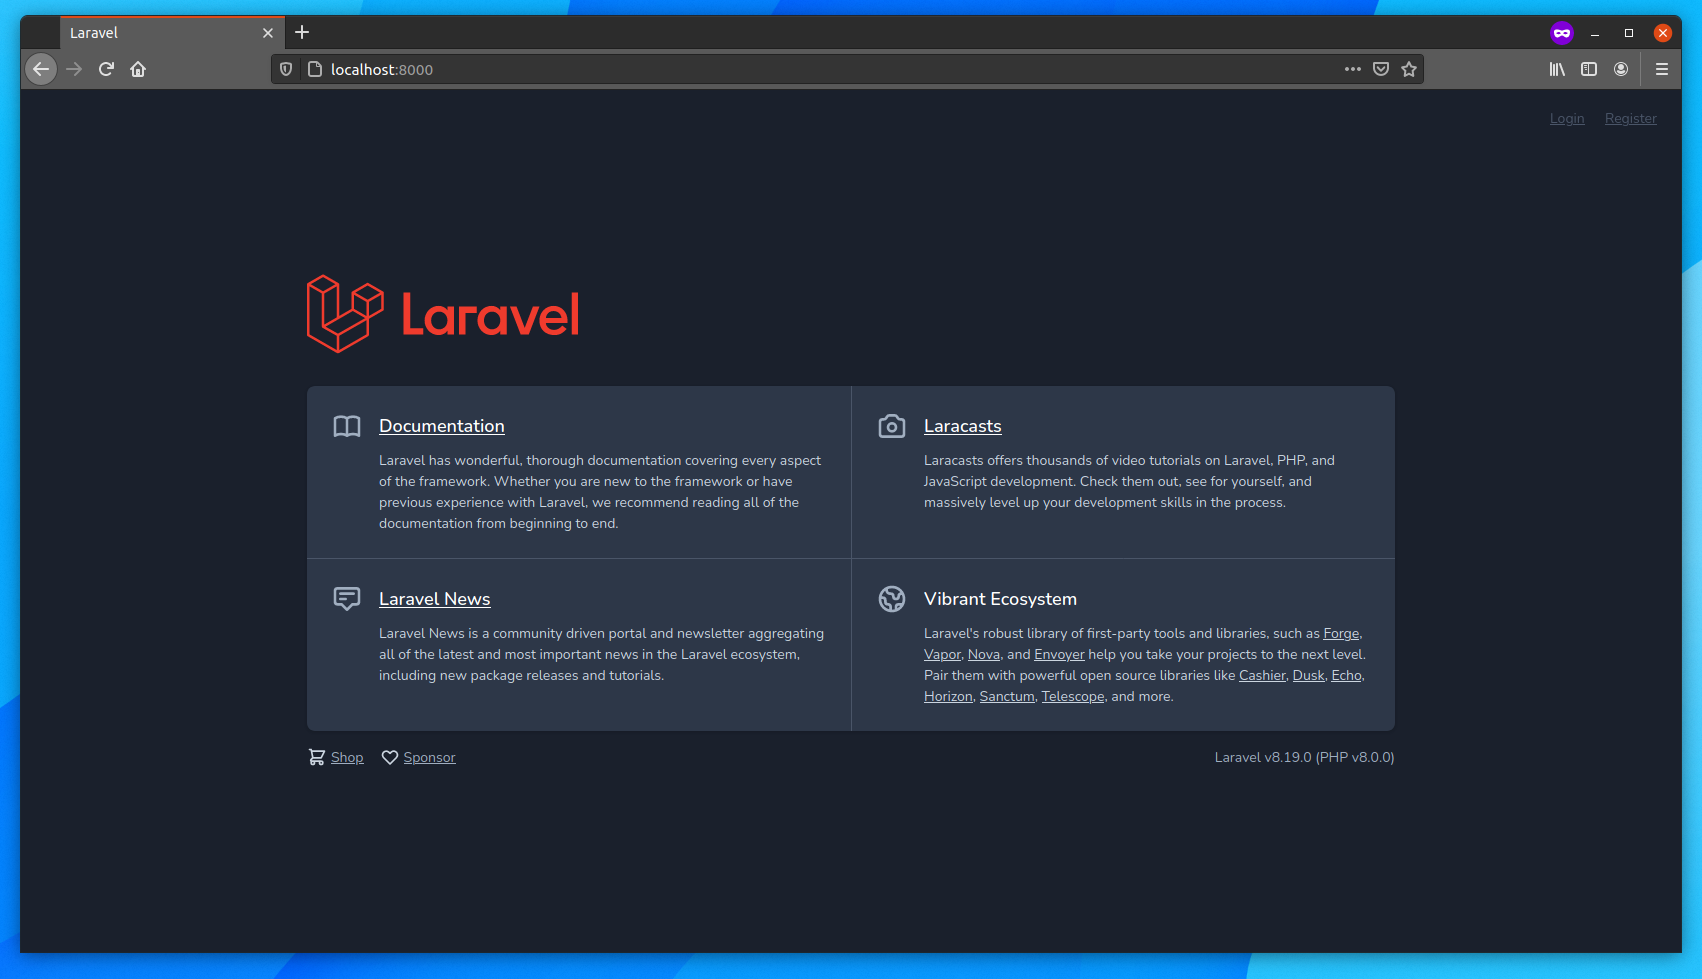 Laravel
localhost:8000
Login Register
Laravel
Documentation
Laravel has wonderful, thorough documentation covering every aspect
of the framework. Whether you are new to the framework or have
previous experience with Laravel, we recommend reading all of the
documentation from beginning to end.
Laracasts
Laracasts offers thousands of video tutorials on Laravel, PHP, and
JavaScript development. Check them out, see for yourself, and
massively level up your development skills in the process.
Laravel News
Laravel News is a community driven portal and newsletter aggregating
all of the latest and most important news in the Laravel ecosystem,
including new package releases and tutorials.
Vibrant Ecosystem
Laravel's robust library of first-party tools and libraries, such as Forge,
Vapor, Nova, and Envoyer help you take your projects to the next level.
Pair them with powerful open source libraries like Cashier, Dusk, Echo,
Horizon, Sanctum, Telescope, and more.
Shop Sponsor
Laravel v8.19.0 (PHP v8.0.0)